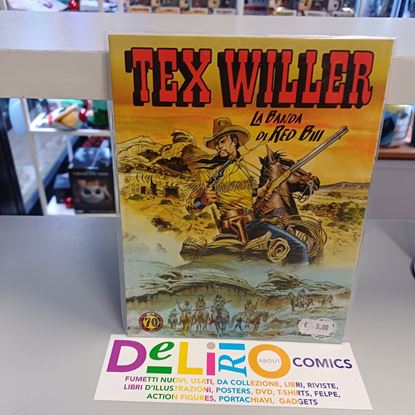 TEX WILLER
LA BANDA
DI RED BILL
70
€ 5,00
DeLiRiO ABOUT COMICS
FUMETTI NUOVI, USATI, DA COLLEZIONE, LIBRI, RIVISTE,
LIBRI D'ILLUSTRAZIONI, POSTERS, DVD, T-SHIRTS, FELPE,
ACTION FIGURES, PORTACHIAVI, GADGETS